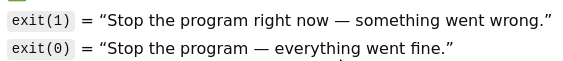 exit(1) = “Stop the program right now — something went wrong.”
exit(0) = “Stop the program — everything went fine.”